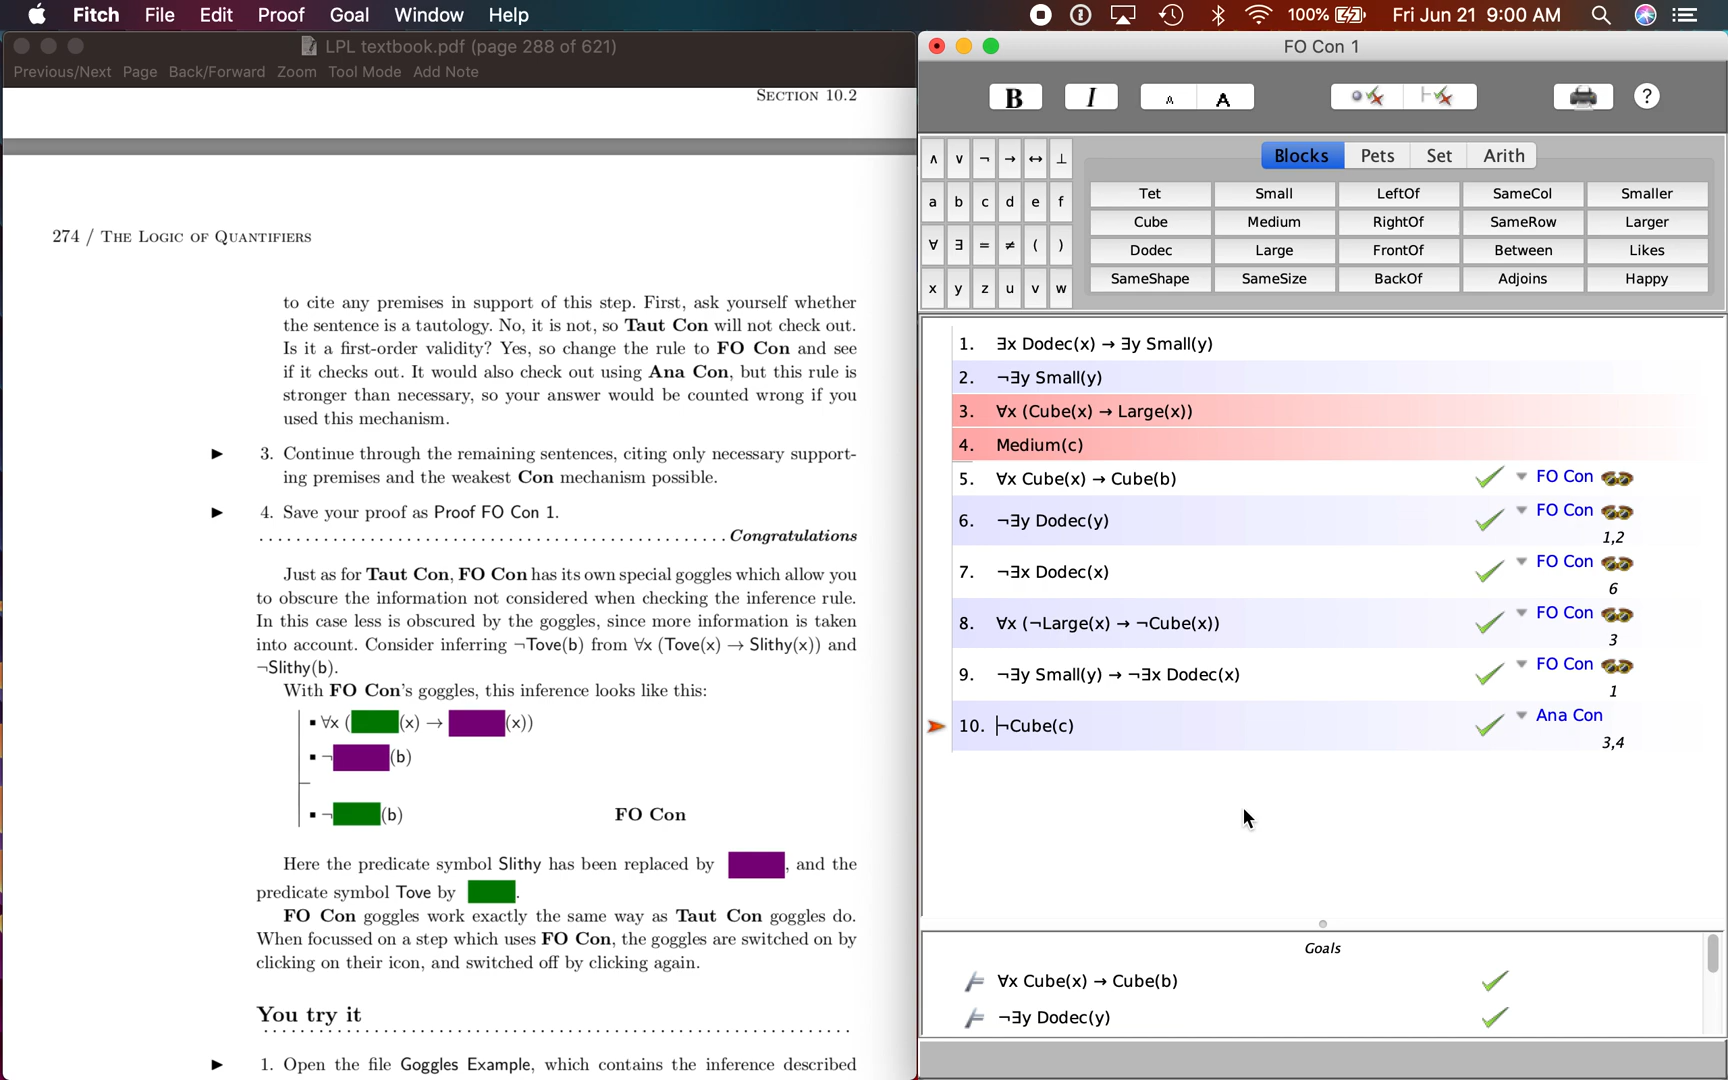 Fitch File Edit Proof Goal Window Help 100% Fri Jun 21 9:00 AM
LPL textbook.pdf (page 288 of 621)
Previous/Next Page Back/Forward Zoom Tool Mode Add Note
Section 10.2
274 / The Logic of Quantifiers
to cite any premises in support of this step. First, ask yourself whether
the sentence is a tautology. No, it is not, so Taut Con will not check out.
Is it a first-order validity? Yes, so change the rule to FO Con and see
if it checks out. It would also check out using Ana Con, but this rule is
stronger than necessary, so your answer would be counted wrong if you
used this mechanism.
► 3. Continue through the remaining sentences, citing only necessary support-
ing premises and the weakest Con mechanism possible.
► 4. Save your proof as Proof FO Con 1.
Congratulations
Just as for Taut Con, FO Con has its own special goggles which allow you
to obscure the information not considered when checking the inference rule.
In this case less is obscured by the goggles, since more information is taken
into account. Consider inferring ¬Tove(b) from ∀x (Tove(x) → Slithy(x)) and
¬Slithy(b).
With FO Con's goggles, this inference looks like this:
▪ ∀x ( (x) → (x))
▪ ¬ (b)
▪ ¬ (b) FO Con
Here the predicate symbol Slithy has been replaced by , and the
predicate symbol Tove by .
FO Con goggles work exactly the same way as Taut Con goggles do.
When focussed on a step which uses FO Con, the goggles are switched on by
clicking on their icon, and switched off by clicking again.
You try it
► 1. Open the file Goggles Example, which contains the inference described
FO Con 1
B I A A ?
∧ ∨ ¬ → ↔ ⊥
a b c d e f
∀ ∃ = ≠ ( )
x y z u v w
Blocks Pets Set Arith
Tet Small LeftOf SameCol Smaller
Cube Medium RightOf SameRow Larger
Dodec Large FrontOf Between Likes
SameShape SameSize BackOf Adjoins Happy
1. ∃x Dodec(x) → ∃y Small(y)
2. ¬∃y Small(y)
3. ∀x (Cube(x) → Large(x))
4. Medium(c)
5. ∀x Cube(x) → Cube(b) FO Con
6. ¬∃y Dodec(y) FO Con
1,2
7. ¬∃x Dodec(x) FO Con
6
8. ∀x (¬Large(x) → ¬Cube(x)) FO Con
3
9. ¬∃y Small(y) → ¬∃x Dodec(x) FO Con
1
10. ¬Cube(c) Ana Con
3,4
Goals
∀x Cube(x) → Cube(b)
¬∃y Dodec(y)